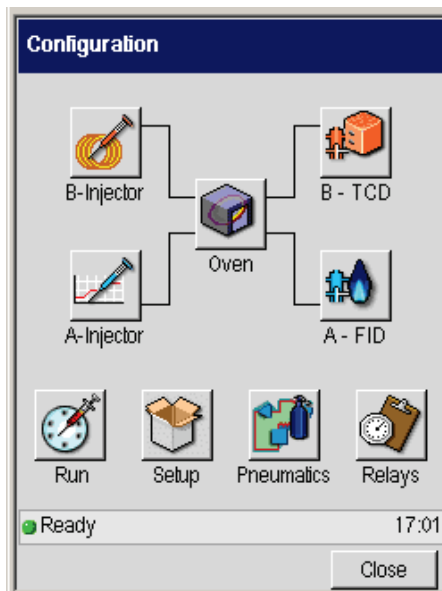 Configuration
B-Injector
B - TCD
Oven
A-Injector
A - FID
Run
Setup
Pneumatics
Relays
Ready
17:01
Close